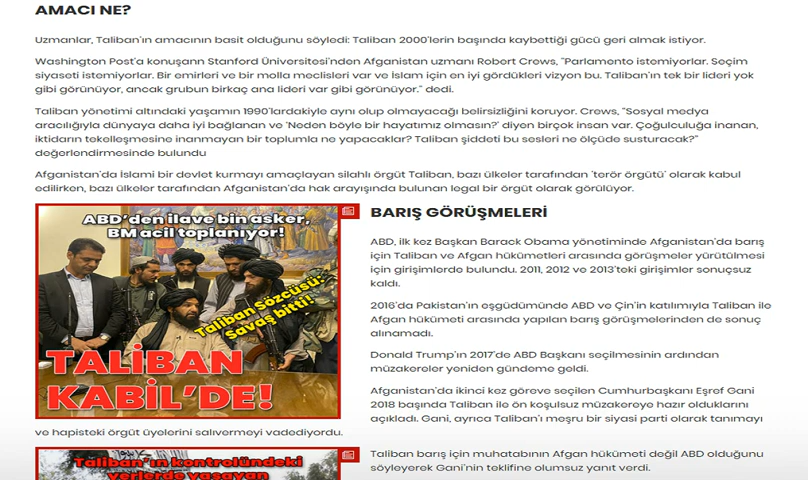 AMACI NE?
Uzmanlar, Taliban'ın amacının basit olduğunu söyledi: Taliban 2000'lerin başında kaybettiği gücü geri almak istiyor.
Washington Post'a konuşann Stanford Üniversitesi'nden Afganistan uzmanı Robert Crews, "Parlamento istemiyorlar. Seçim
siyaseti istemiyorlar. Bir emirleri ve bir molla meclisleri var ve İslam için en iyi gördükleri vizyon bu. Taliban'ın tek bir lideri yok
gibi görünüyor, ancak grubun birkaç ana lideri var gibi görünüyor." dedi.
Taliban yönetimi altındaki yaşamın 1990'lardakiyle aynı olup olmayacağı belirsizliğini koruyor. Crews, "Sosyal medya
aracılığıyla dünyaya daha iyi bağlanan ve 'Neden böyle bir hayatımız olmasın?' diyen birçok insan var. Çoğulculuğa inanan,
iktidarın tekelleşmesine inanmayan bir toplumla ne yapacaklar? Taliban şiddeti bu sesleri ne ölçüde susturacak?"
değerlendirmesinde bulundu
Afganistan'da İslami bir devlet kurmayı amaçlayan silahlı örgüt Taliban, bazı ülkeler tarafından 'terör örgütü' olarak kabul
edilirken, bazı ülkeler tarafından Afganistan'da hak arayışında bulunan legal bir örgüt olarak görülüyor.
ABD'den ilave bin asker,
BM acil toplanıyor!
Taliban Sözcüsü:
Savaş bitti!
TALİBAN
KABİL'DE!
BARIŞ GÖRÜŞMELERİ
ABD, ilk kez Başkan Barack Obama yönetiminde Afganistan'da barış
için Taliban ve Afgan hükümetleri arasında görüşmeler yürütülmesi
için girişimlerde bulundu. 2011, 2012 ve 2013'teki girişimler sonuçsuz
kaldı.
2016'da Pakistan'ın eşgüdümünde ABD ve Çin'in katılımıyla Taliban ile
Afgan hükümeti arasında yapılan barış görüşmelerinden de sonuç
alınamadı.
Donald Trump'ın 2017'de ABD Başkanı seçilmesinin ardından
müzakereler yeniden gündeme geldi.
Afganistan'da ikinci kez göreve seçilen Cumhurbaşkanı Eşref Gani
2018 başında Taliban ile ön koşulsuz müzakereye hazır olduklarını
açıkladı. Gani, ayrıca Taliban'ı meşru bir siyasi parti olarak tanımayı
ve hapisteki örgüt üyelerini salıvermeyi vadediyordu.
Taliban'ın kontrolündeki
yerlerde yaşayan
Taliban barış için muhatabının Afgan hükümeti değil ABD olduğunu
söyleyerek Gani'nin teklifine olumsuz yanıt verdi.